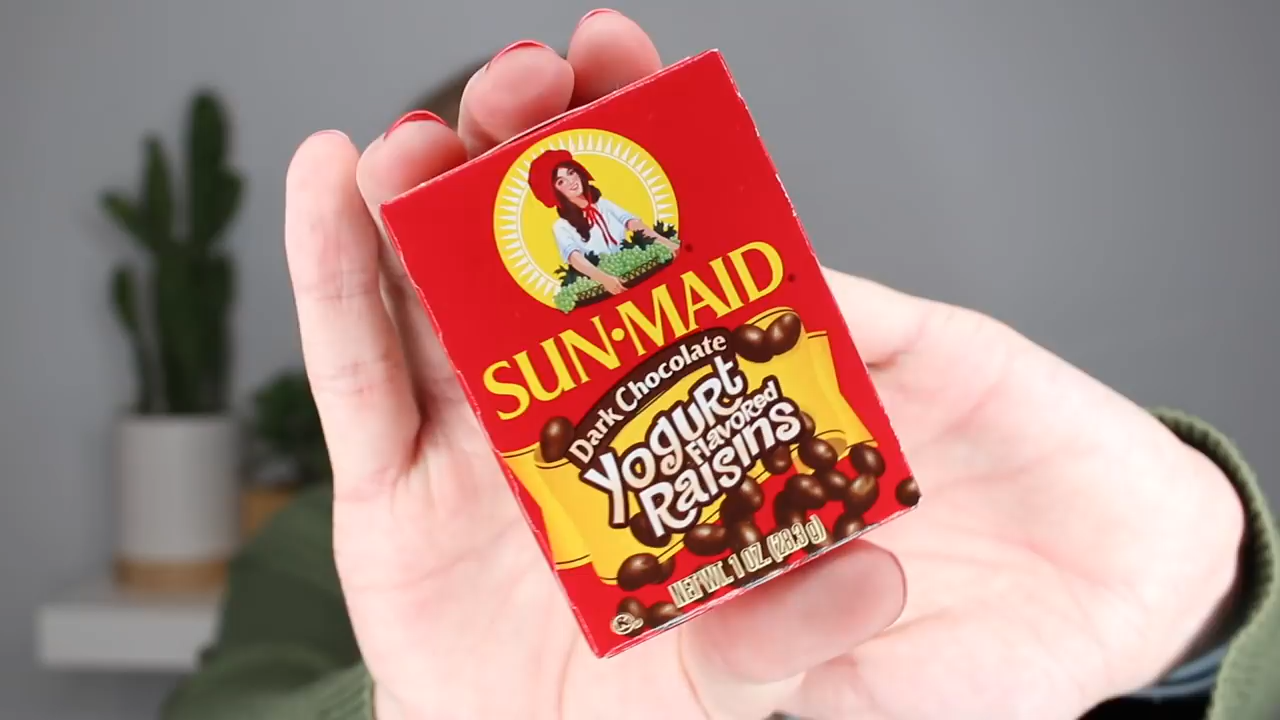 SUN•MAID
Dark Chocolate
Yogurt
Flavored
Raisins
NET WT. 1 OZ. (28.3 g)